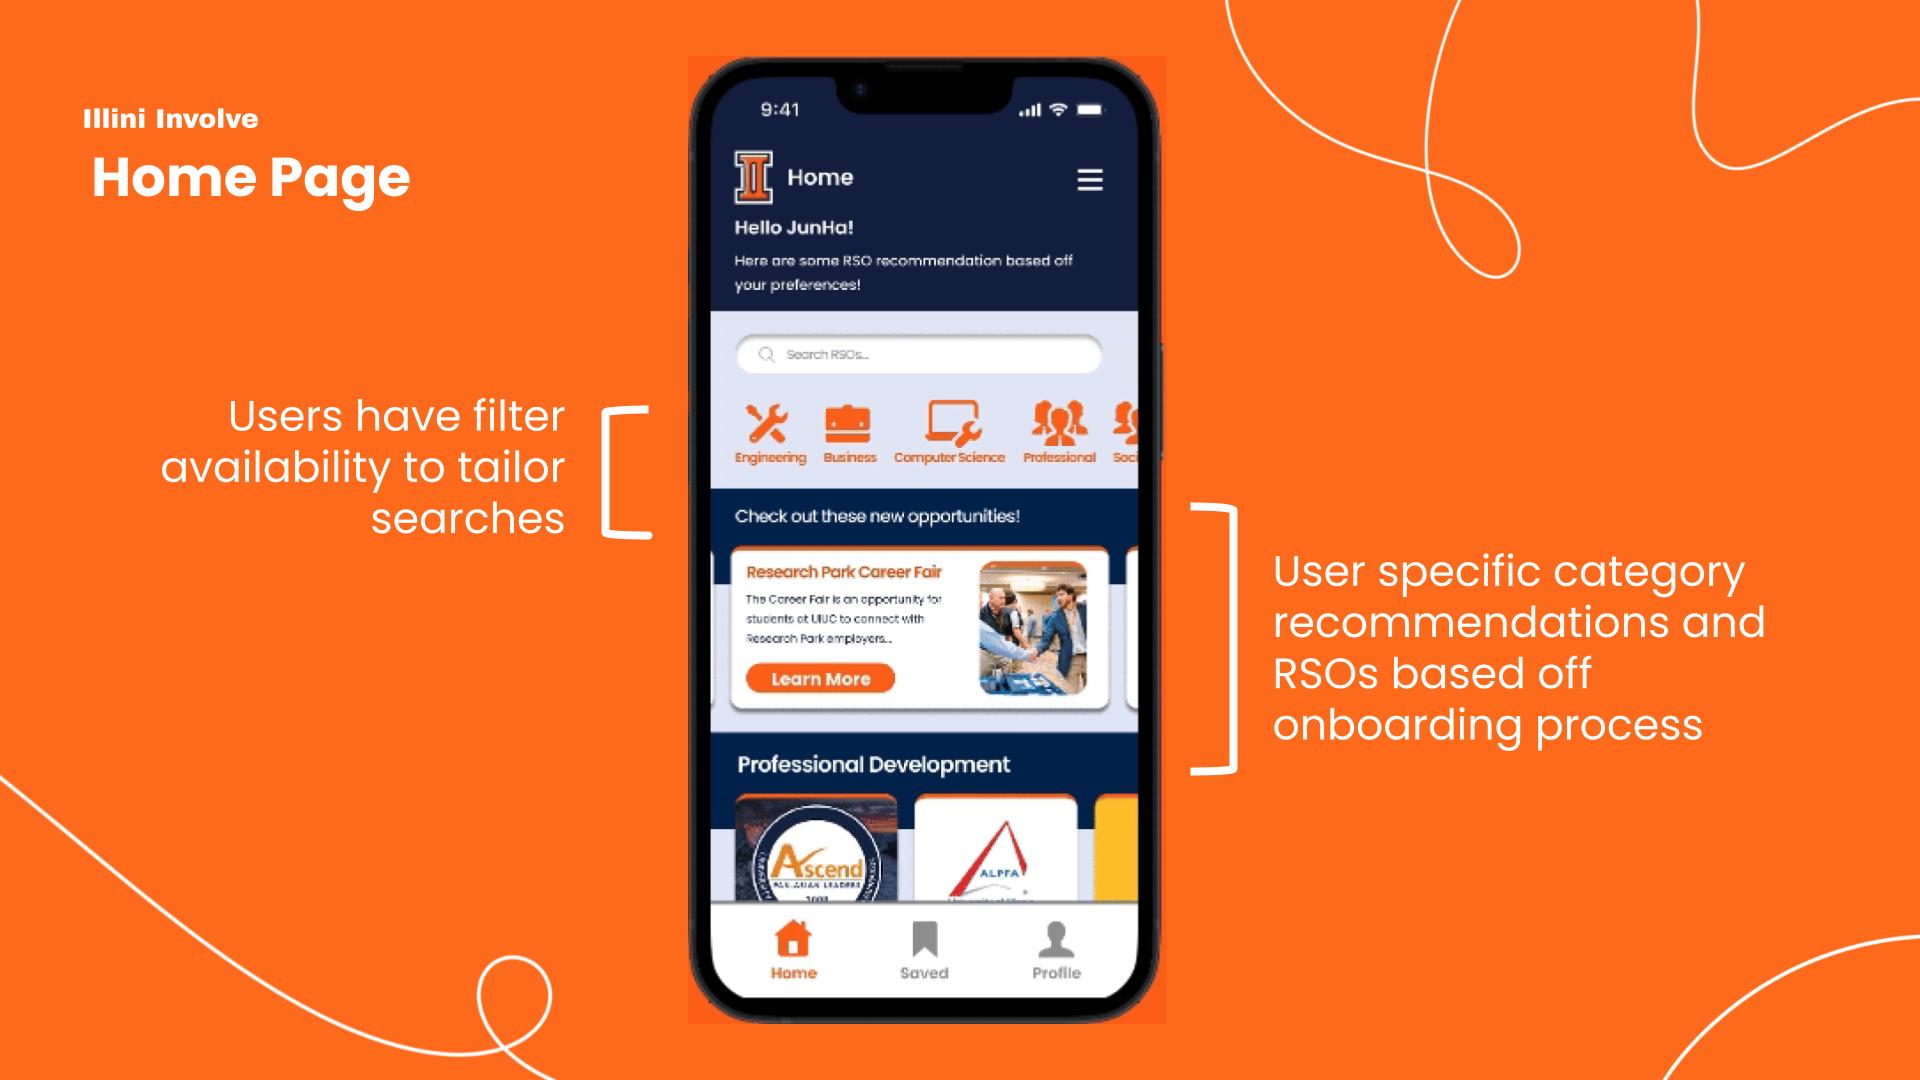 Illini Involve
Home Page
Users have filter
availability to tailor
searches
9:41
Home
Hello JunHa!
Here are some RSO recommendation based off
your preferences!
Search RSOs...
Engineering
Business
Computer Science
Professional
Soci
Check out these new opportunities!
Research Park Career Fair
The Career Fair is an opportunity for
students at UIUC to connect with
Research Park employers...
Learn More
Professional Development
Ascend
PAN-ASIAN LEADERS
ALPFA
Home
Saved
Profile
User specific category
recommendations and
RSOs based off
onboarding process